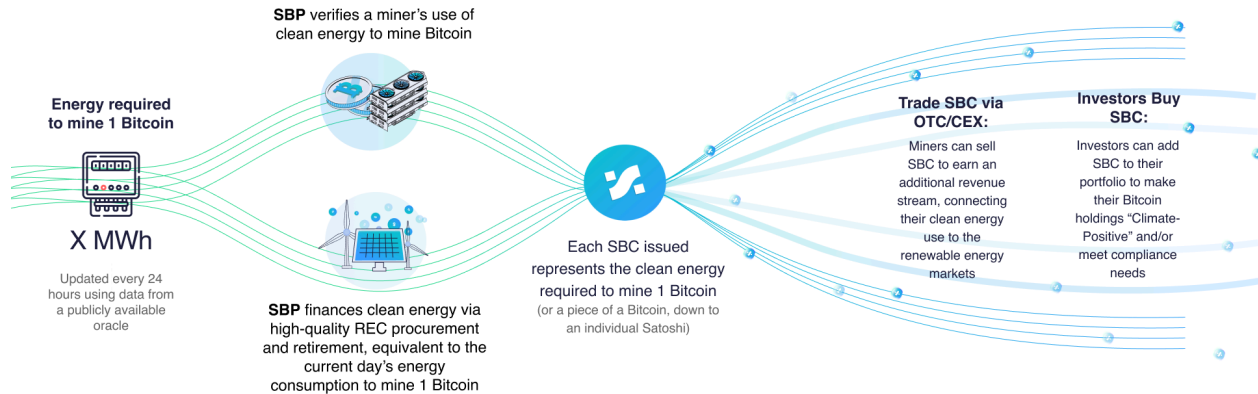 Energy required
to mine 1 Bitcoin
X MWh
Updated every 24
hours using data from
a publicly available
oracle
SBP verifies a miner’s use of
clean energy to mine Bitcoin
SBP finances clean energy via
high-quality REC procurement
and retirement, equivalent to the
current day’s energy
consumption to mine 1 Bitcoin
Each SBC issued
represents the clean energy
required to mine 1 Bitcoin
(or a piece of a Bitcoin, down to
an individual Satoshi)
Trade SBC via
OTC/CEX:
Miners can sell
SBC to earn an
additional revenue
stream, connecting
their clean energy
use to the
renewable energy
markets
Investors Buy
SBC:
Investors can add
SBC to their
portfolio to make
their Bitcoin
holdings “Climate-
Positive” and/or
meet compliance
needs